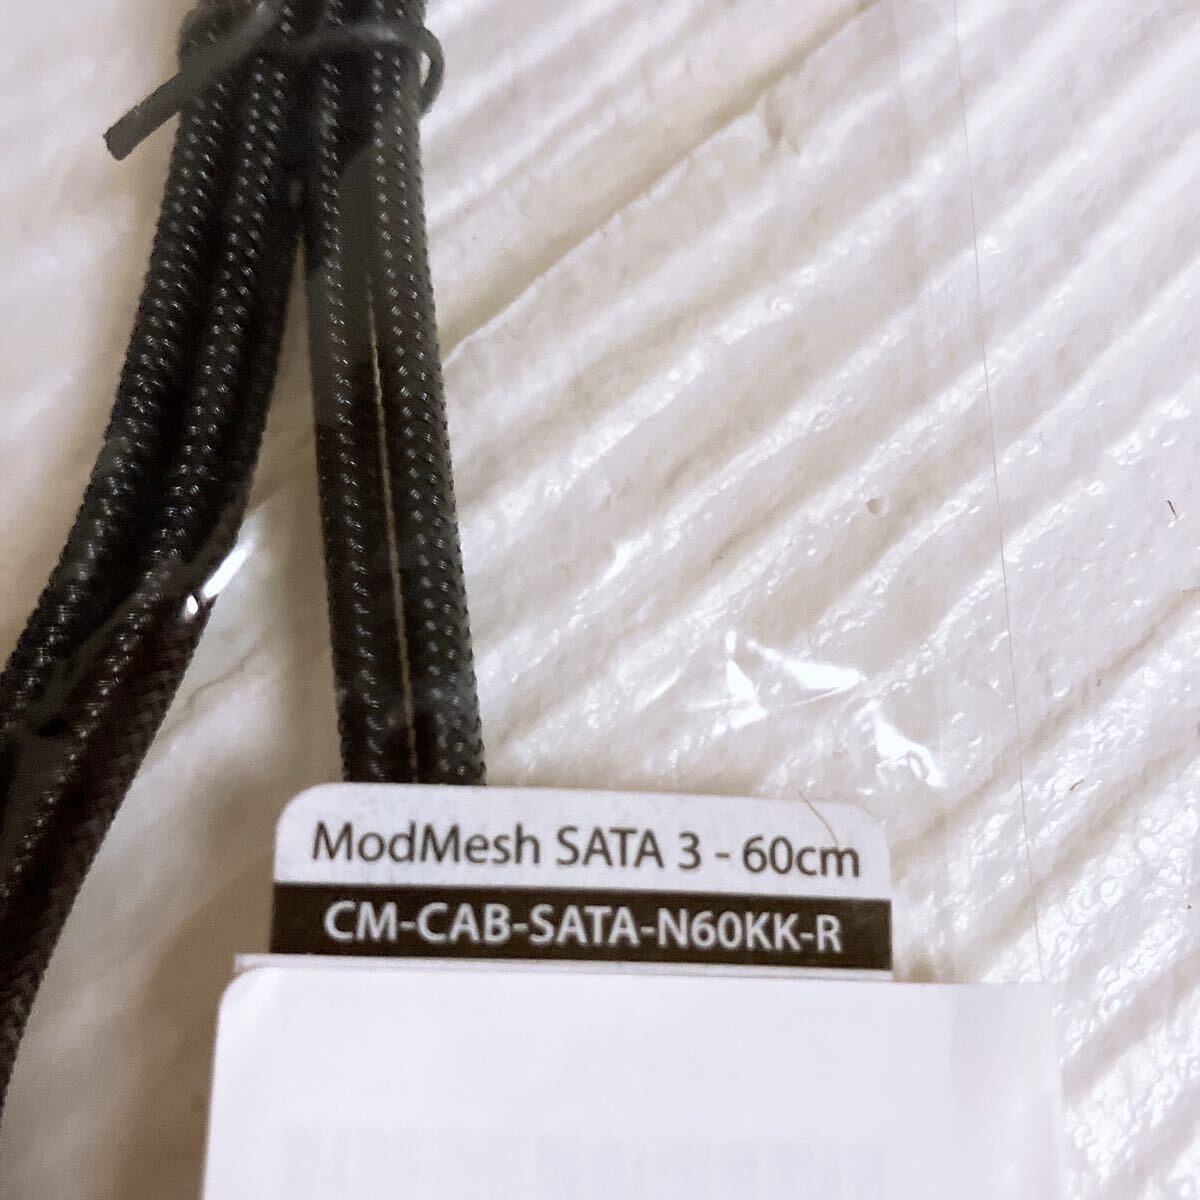 ModMesh SATA 3 - 60cm
CM-CAB-SATA-N60KK-R